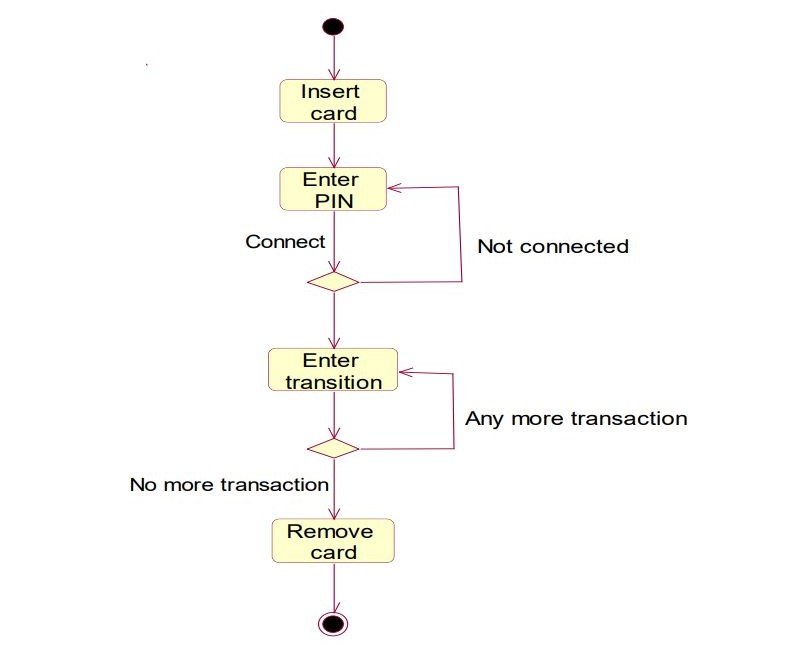 Insert
card
Enter
PIN
Connect
Not connected
Enter
transition
Any more transaction
No more transaction
Remove
card